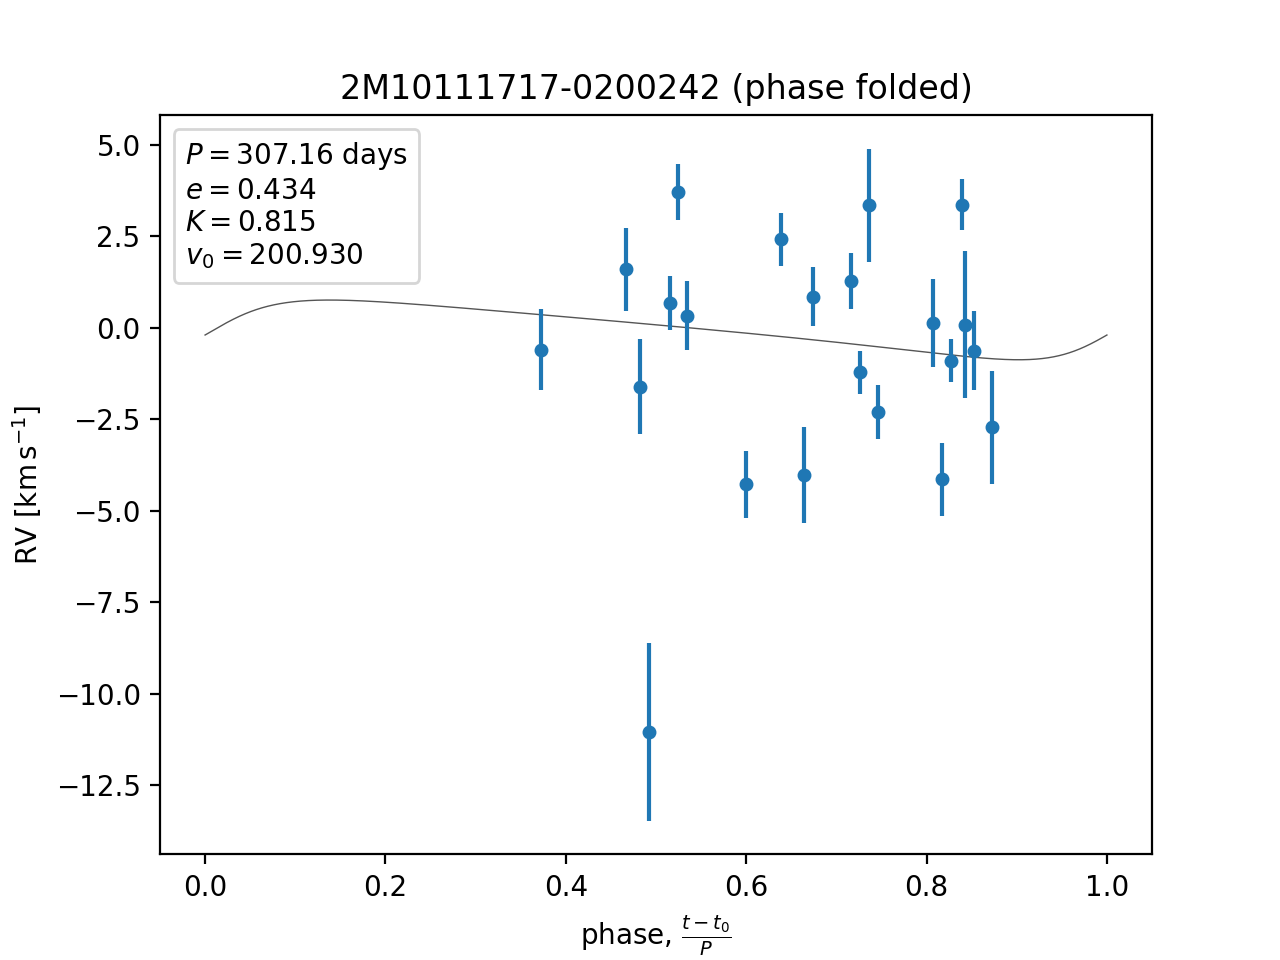 2M10111717-0200242 (phase folded)
P = 307.16 days
e = 0.434
K = 0.815
v₀ = 200.930
5.0
2.5
0.0
−2.5
−5.0
−7.5
−10.0
−12.5
RV [km s⁻¹]
0.0 0.2 0.4 0.6 0.8 1.0
phase, (t − t₀)/P